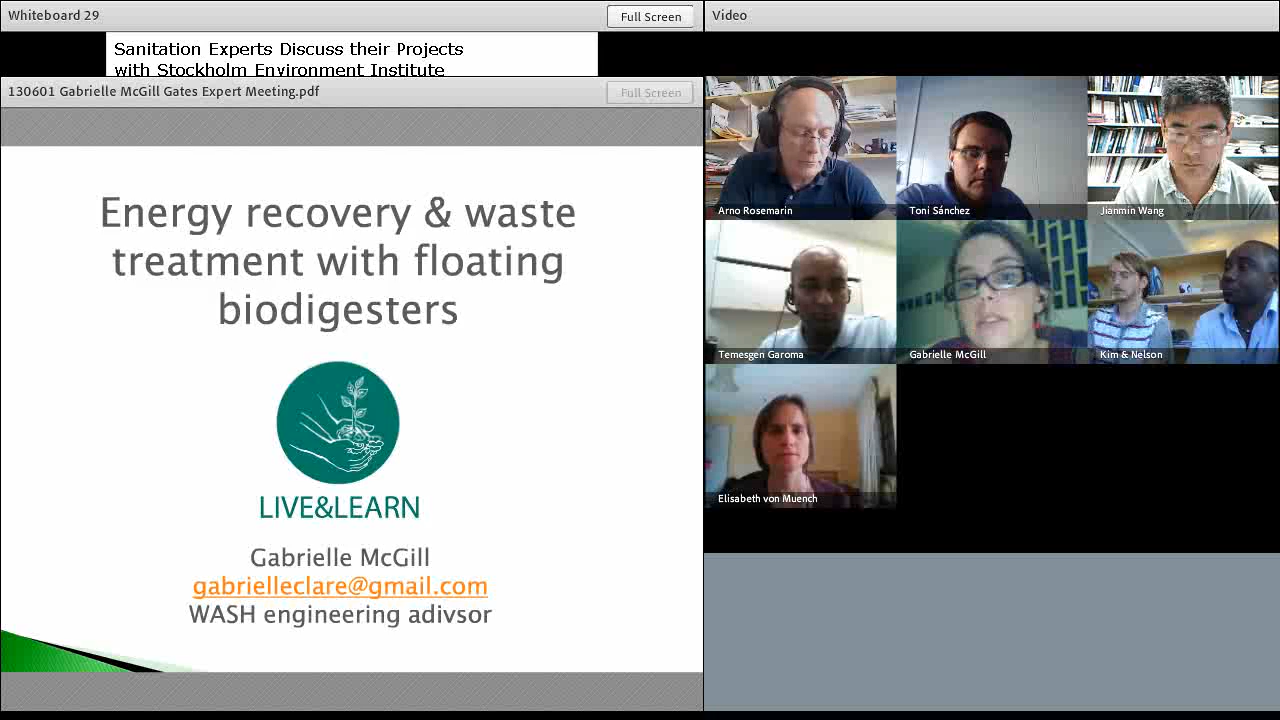 Whiteboard 29
Full Screen
Video
Sanitation Experts Discuss their Projects
with Stockholm Environment Institute
130601 Gabrielle McGill Gates Expert Meeting.pdf
Full Screen
Energy recovery & waste
treatment with floating
biodigesters
LIVE&LEARN
Gabrielle McGill
gabrielleclare@gmail.com
WASH engineering adivsor
Arno Rosemarin
Toni Sánchez
Jianmin Wang
Temesgen Garoma
Gabrielle McGill
Kim & Nelson
Elisabeth von Muench